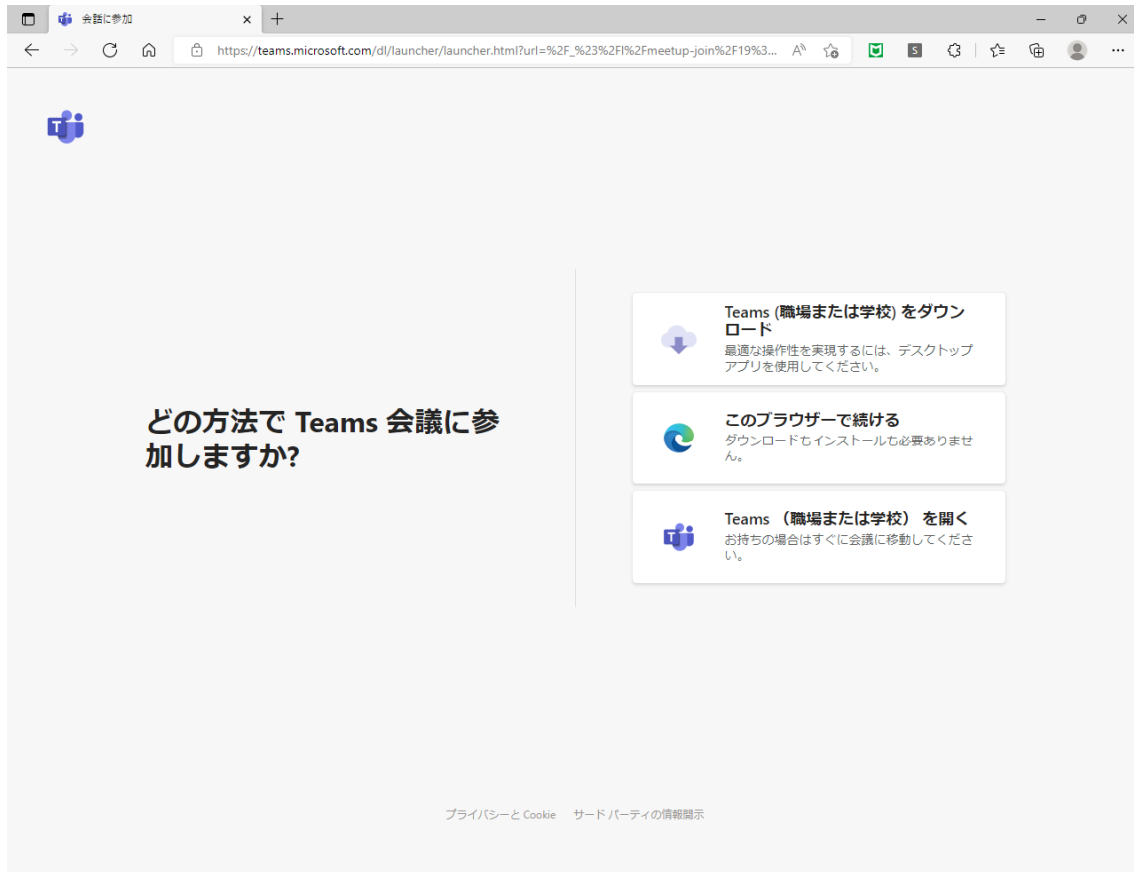 会話に参加
https://teams.microsoft.com/dl/launcher/launcher.html?url=%2F_%23%2Fl%2Fmeetup-join%2F19%3...
Teams (職場または学校) をダウン
ロード
最適な操作性を実現するには、デスクトップ
アプリを使用してください。
どの方法で Teams 会議に参
加しますか?
このブラウザーで続ける
ダウンロードもインストールも必要ありませ
ん。
Teams （職場または学校） を開く
お持ちの場合はすぐに会議に移動してくださ
い。
プライバシーと Cookie サード パーティの情報開示